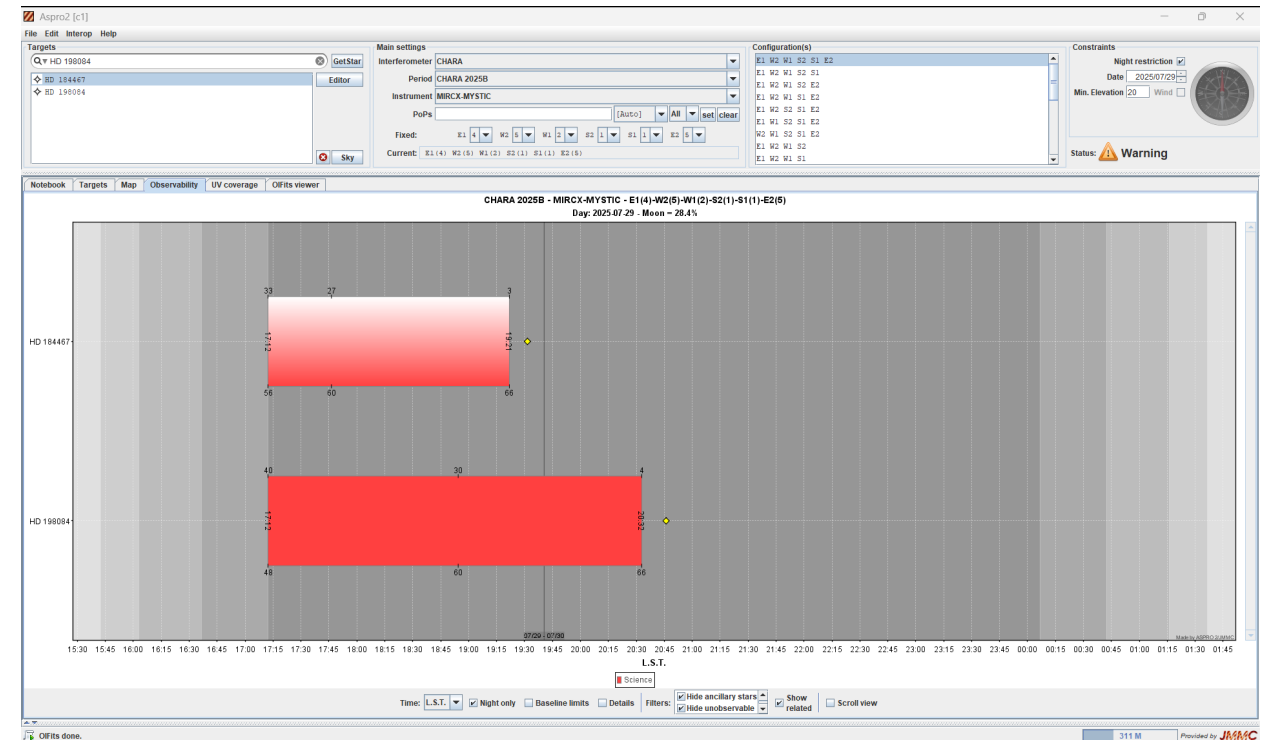 Aspro2 [c1]
File Edit Interop Help
Targets
HD 198084
GetStar
HD 184467
HD 198084
Editor
Sky
Main settings
Interferometer CHARA
Period CHARA 2025B
Instrument MIRCX-MYSTIC
PoPs [Auto] All set clear
Fixed: E1 4 W2 5 W1 2 S2 1 S1 1 E2 5
Current: E1(4) W2(5) W1(2) S2(1) S1(1) E2(5)
Configuration(s)
E1 W2 W1 S2 S1 E2
E1 W2 W1 S2 S1
E1 W2 W1 S2 E2
E1 W2 W1 S1 E2
E1 W2 S2 S1 E2
E1 W1 S2 S1 E2
W2 W1 S2 S1 E2
E1 W2 W1 S2
E1 W2 W1 S1
Constraints
Night restriction
Date 2025/07/29
Min. Elevation 20 Wind
Status: Warning
Notebook Targets Map Observability UV coverage OIFits viewer
CHARA 2025B - MIRCX-MYSTIC - E1(4)-W2(5)-W1(2)-S2(1)-S1(1)-E2(5)
Day: 2025-07-29 - Moon = 28.4%
33 27 3
HD 184467
17:12 19:21
56 60 66
40 30 4
HD 198084
17:12 20:32
48 60 66
07/29 - 07/30
Made by ASPRO 2/JMMC
15:30 15:45 16:00 16:15 16:30 16:45 17:00 17:15 17:30 17:45 18:00 18:15 18:30 18:45 19:00 19:15 19:30 19:45 20:00 20:15 20:30 20:45 21:00 21:15 21:30 21:45 22:00 22:15 22:30 22:45 23:00 23:15 23:30 23:45 00:00 00:15 00:30 00:45 01:00 01:15 01:30 01:45
L.S.T.
Science
Time: L.S.T. Night only Baseline limits Details Filters: Hide ancillary stars Hide unobservable Show related Scroll view
OIFits done.
311 M
Provided by JMMC